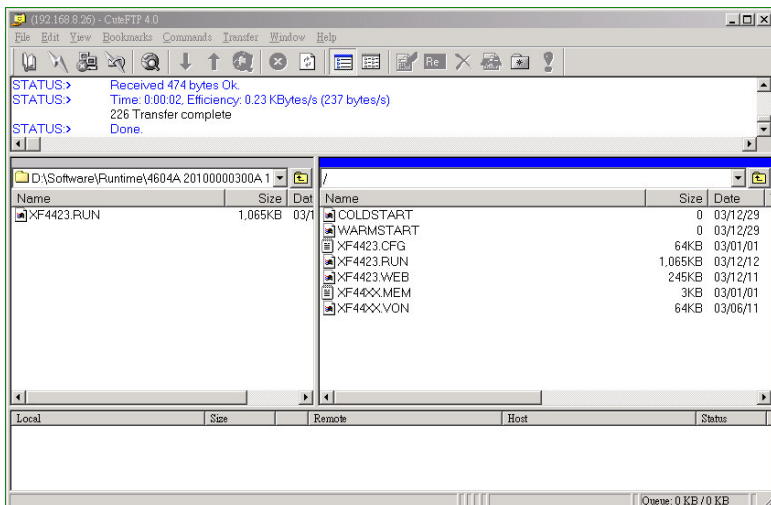 (192.168.8.26) - CuteFTP 4.0
File Edit View Bookmarks Commands Transfer Window Help
Re
STATUS:> Received 474 bytes Ok.
STATUS:> Time: 0:00:02, Efficiency: 0.23 KBytes/s (237 bytes/s)
226 Transfer complete
STATUS:> Done.
D:\Software\Runtime\4604A 20100000300A 1
/
Name Size Dat
XF4423.RUN 1,065KB 03/1
Name Size Date
COLDSTART 0 03/12/29
WARMSTART 0 03/12/29
XF4423.CFG 64KB 03/01/01
XF4423.RUN 1,065KB 03/12/12
XF4423.WEB 245KB 03/12/11
XF44XX.MEM 3KB 03/01/01
XF44XX.VON 64KB 03/06/11
Local Size Remote Host Status
Queue: 0 KB / 0 KB